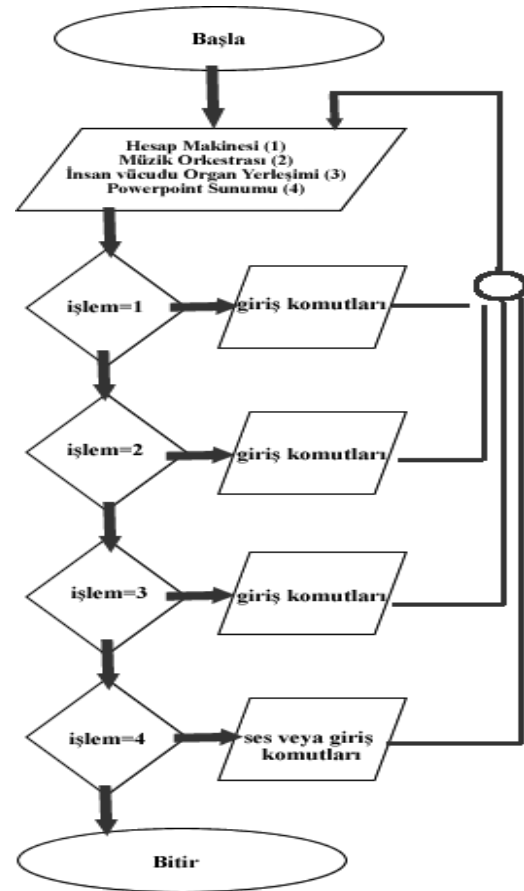 Başla
Hesap Makinesi (1)
Müzik Orkestrası (2)
İnsan vücudu Organ Yerleşimi (3)
Powerpoint Sunumu (4)
işlem=1
giriş komutları
işlem=2
giriş komutları
işlem=3
giriş komutları
işlem=4
ses veya giriş
komutları
Bitir